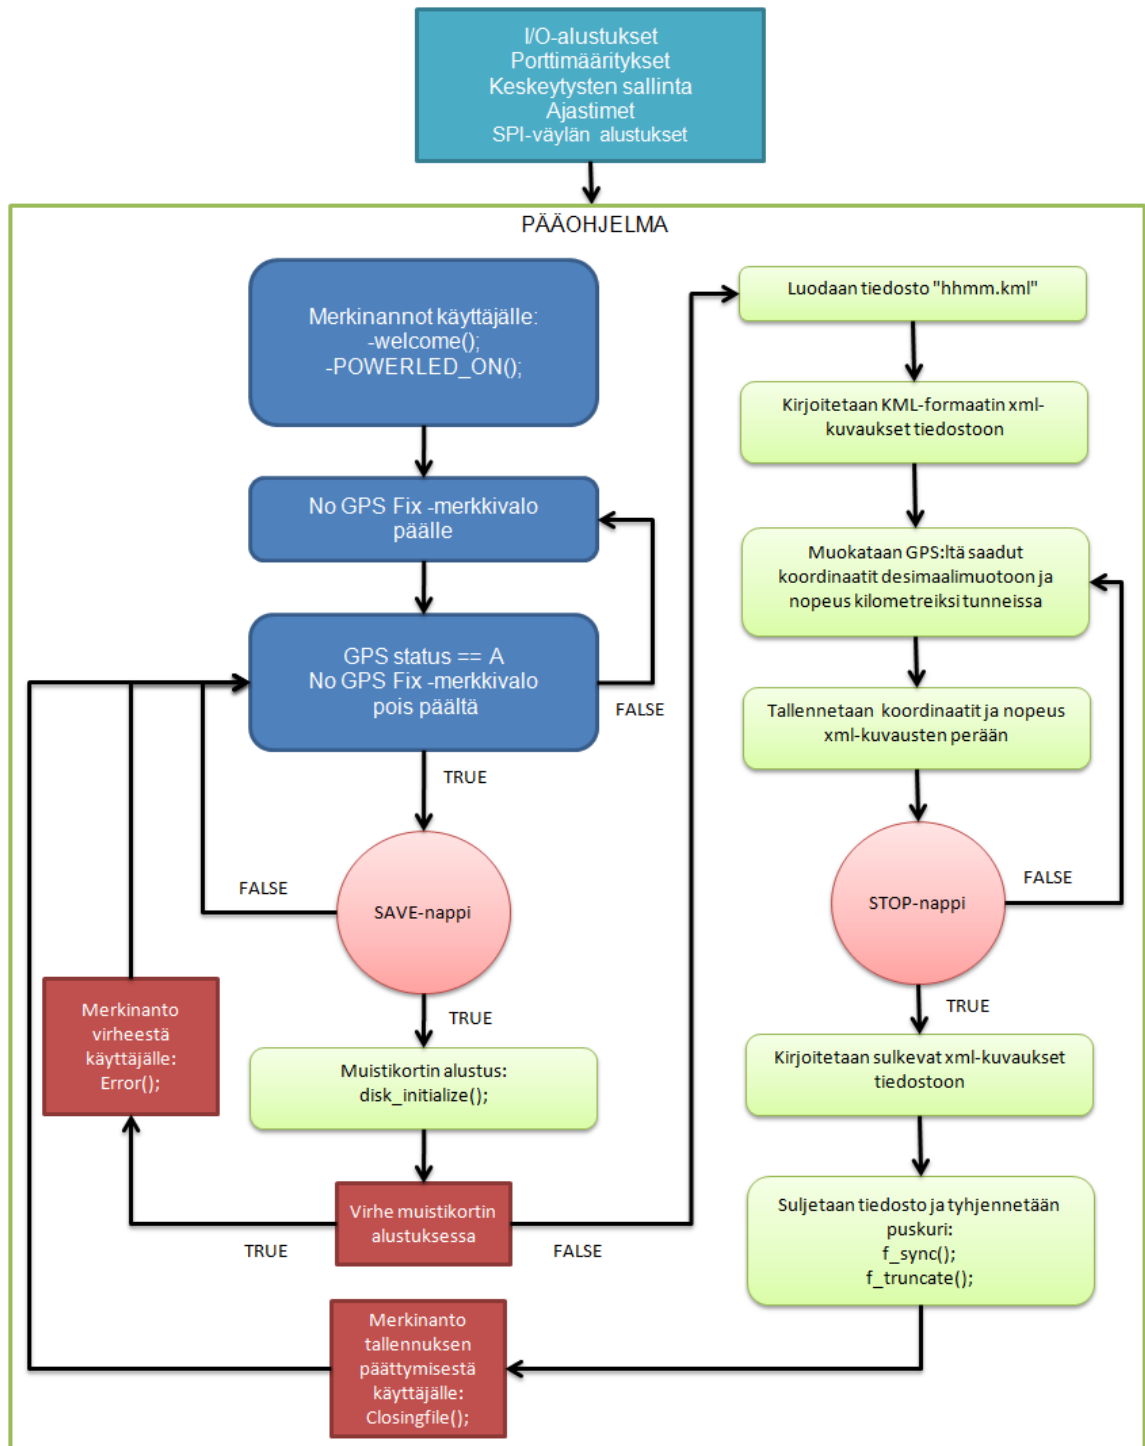 I/O-alustukset
Porttimääritykset
Keskeytysten sallinta
Ajastimet
SPI-väylän alustukset
PÄÄOHJELMA
Merkinannot käyttäjälle:
-welcome();
-POWERLED_ON();
No GPS Fix -merkkivalo
päälle
GPS status == A
No GPS Fix -merkkivalo
pois päältä
FALSE
TRUE
SAVE-nappi
FALSE
TRUE
Muistikortin alustus:
disk_initialize();
Virhe muistikortin
alustuksessa
TRUE
FALSE
Merkinanto
virheestä
käyttäjälle:
Error();
Luodaan tiedosto "hhmm.kml"
Kirjoitetaan KML-formaatin xml-
kuvaukset tiedostoon
Muokataan GPS:ltä saadut
koordinaatit desimaalimuotoon ja
nopeus kilometreiksi tunneissa
Tallennetaan koordinaatit ja nopeus
xml-kuvausten perään
STOP-nappi
FALSE
TRUE
Kirjoitetaan sulkevat xml-kuvaukset
tiedostoon
Suljetaan tiedosto ja tyhjennetään
puskuri:
f_sync();
f_truncate();
Merkinanto
tallennuksen
päättymisestä
käyttäjälle:
Closingfile();